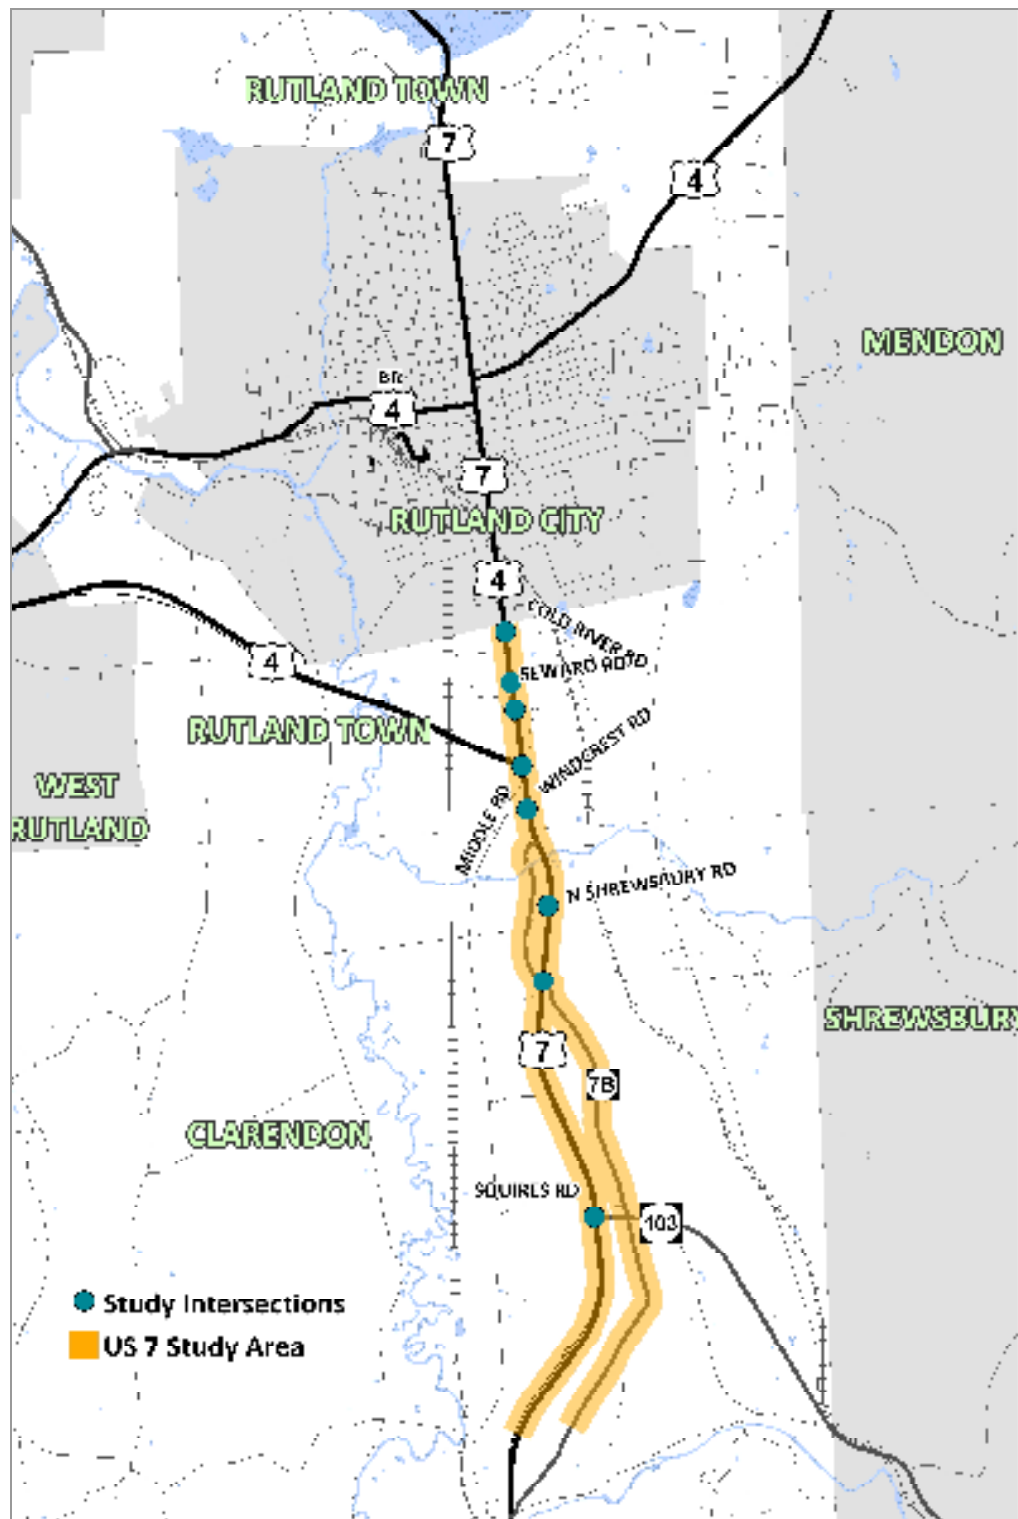 RUTLAND TOWN
7
4
MENDON
BR
4
7
RUTLAND CITY
4
COLD RIVER RD
SEWARD ROAD
4
RUTLAND TOWN
WINDCREST RD
WEST
RUTLAND
MIDDLE RD
N SHREWSBURY RD
SHREWSBURY
7
7B
CLARENDON
SQUIRES RD
103
Study Intersections
US 7 Study Area